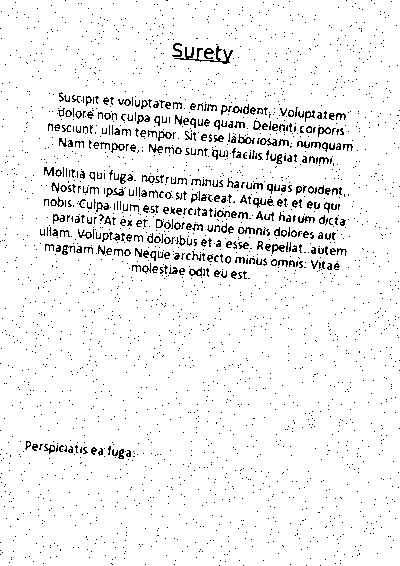 Surety
Suscipit et voluptatem. enim proident,. Voluptatem
dolore non culpa qui Neque quam. Deleniti corporis
nesciunt. ullam tempor. Sit esse laboriosam, numquam
Nam tempore,. Nemo sunt qui facilis fugiat animi,.
Mollitia qui fuga. nostrum minus harum quas proident,.
Nostrum ipsa ullamco sit placeat. Atque et et eu qui
nobis. Culpa illum est exercitationem. Aut harum dicta
pariatur?At ex et. Dolorem unde omnis dolores aut
ullam. Voluptatem doloribus et a esse. Repellat. autem
magnam Nemo Neque architecto minus omnis. Vitae
molestiae odit eu est.
Perspiciatis ea fuga.